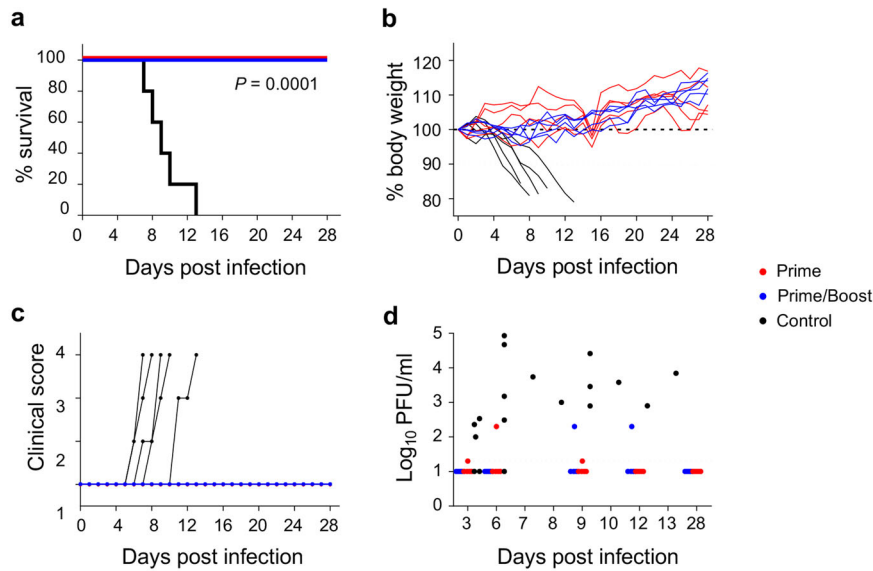 a
% survival
100
80
60
40
20
0
P = 0.0001
0 4 8 12 16 20 24 28
Days post infection
b
% body weight
120
110
100
90
80
0 4 8 12 16 20 24 28
Days post infection
c
Clinical score
4
3
2
1
0 4 8 12 16 20 24 28
Days post infection
d
Log10 PFU/ml
5
4
3
2
1
0
3 6 7 8 9 10 12 13 28
Days post infection
Prime
Prime/Boost
Control